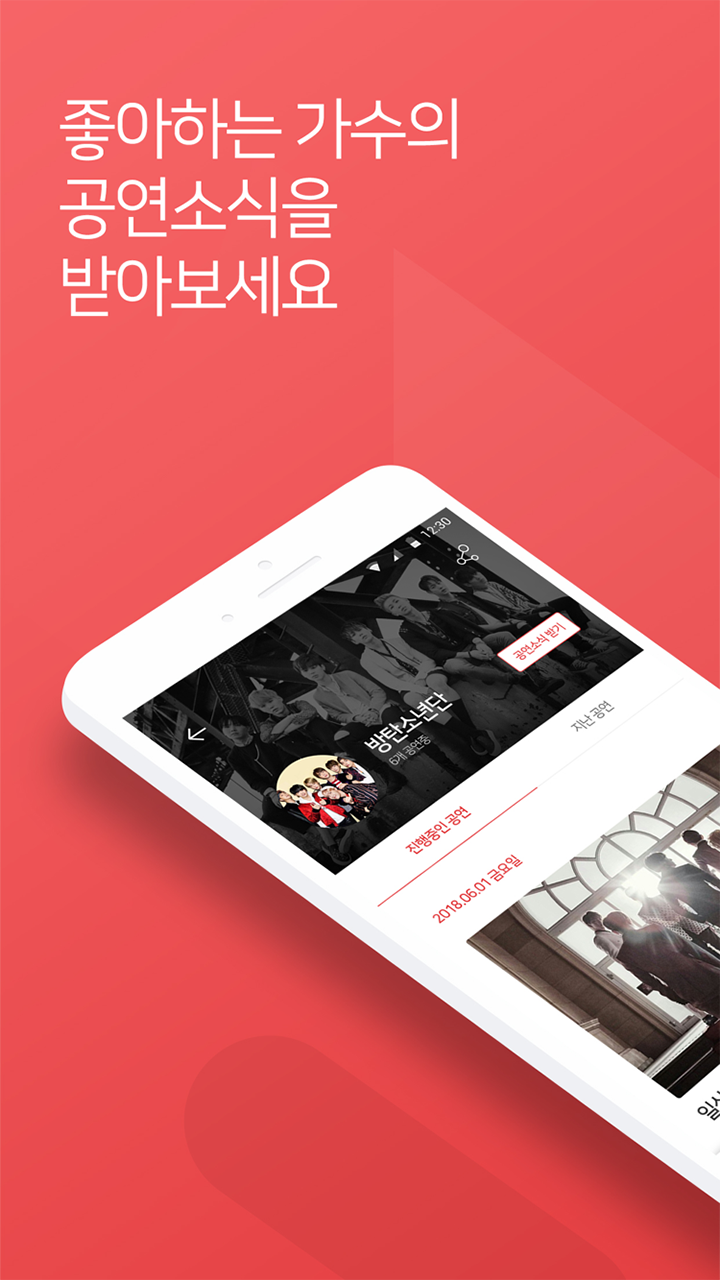 좋아하는 가수의
공연소식을
받아보세요
12:30
공연소식 받기
방탄소년단
6개 공연중
진행중인 공연
지난 공연
2018.06.01 금요일